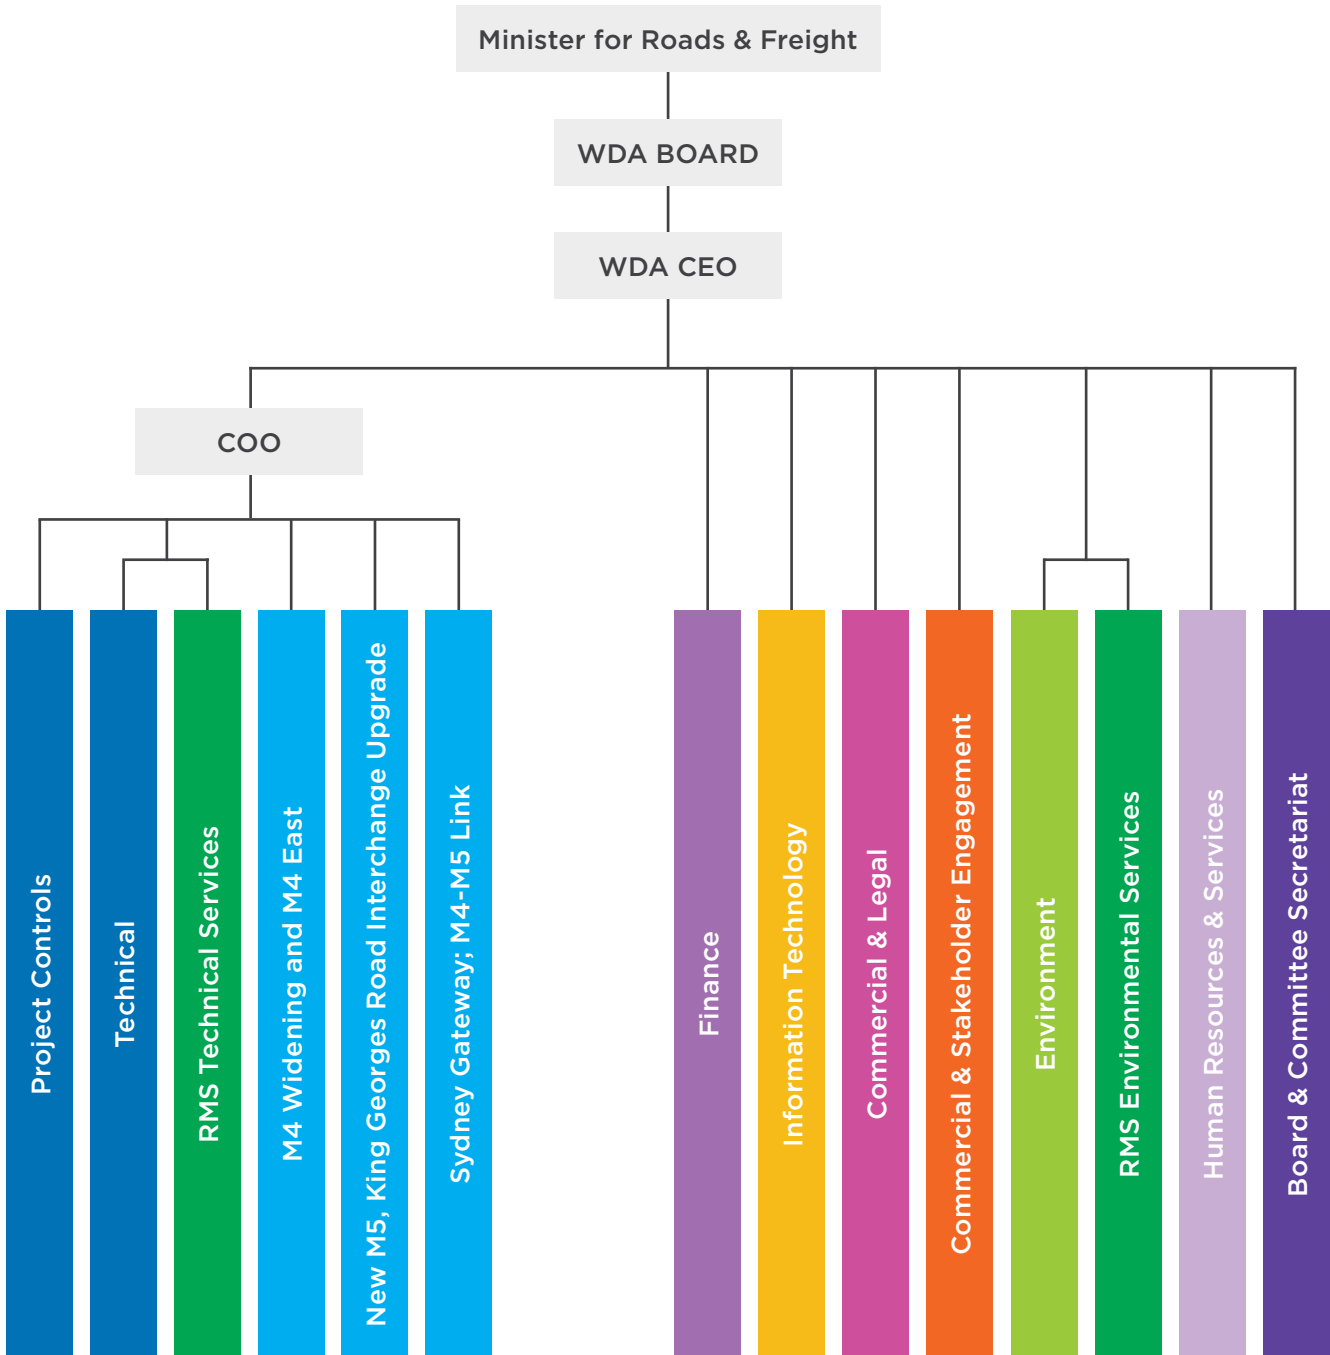 Minister for Roads & Freight
WDA BOARD
WDA CEO
COO
Project Controls
Technical
RMS Technical Services
M4 Widening and M4 East
New M5, King Georges Road Interchange Upgrade
Sydney Gateway; M4-M5 Link
Finance
Information Technology
Commercial & Legal
Commercial & Stakeholder Engagement
Environment
RMS Environmental Services
Human Resources & Services
Board & Committee Secretariat